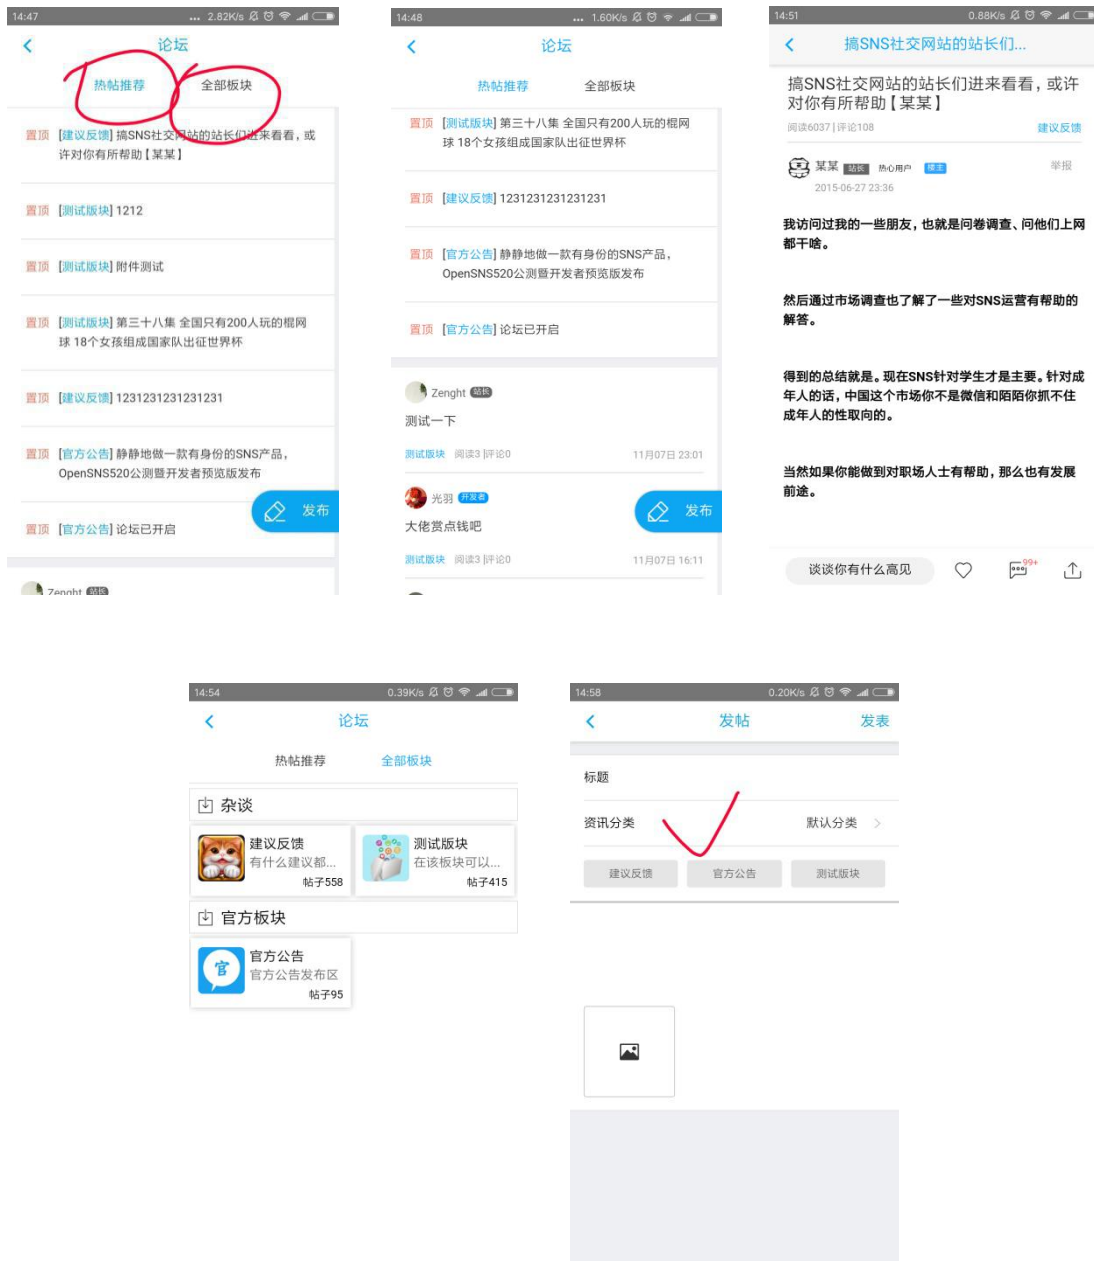 14:47
... 2.82K/s
论坛
热帖推荐 全部板块
置顶 [建议反馈] 搞SNS社交网站的站长们进来看看，或
许对你有所帮助【某某】
置顶 [测试版块] 1212
置顶 [测试版块] 附件测试
置顶 [测试版块] 第三十八集 全国只有200人玩的棍网
球 18个女孩组成国家队出征世界杯
置顶 [建议反馈] 1231231231231231
置顶 [官方公告] 静静地做一款有身份的SNS产品，
OpenSNS520公测暨开发者预览版发布
发布
置顶 [官方公告] 论坛已开启
Zenght 站长
14:48
... 1.60K/s
论坛
热帖推荐 全部板块
置顶 [测试版块] 第三十八集 全国只有200人玩的棍网
球 18个女孩组成国家队出征世界杯
置顶 [建议反馈] 1231231231231231
置顶 [官方公告] 静静地做一款有身份的SNS产品，
OpenSNS520公测暨开发者预览版发布
置顶 [官方公告] 论坛已开启
Zenght 站长
测试一下
测试版块 阅读3 |评论0 11月07日 23:01
光羽 开发者
大佬赏点钱吧
发布
测试版块 阅读3 |评论0 11月07日 16:11
14:51
0.88K/s
搞SNS社交网站的站长们...
搞SNS社交网站的站长们进来看看，或许
对你有所帮助【某某】
阅读6037 | 评论108 建议反馈
某某 站长 热心用户 楼主 举报
2015-06-27 23:36
我访问过我的一些朋友，也就是问卷调查、问他们上网
都干啥。
然后通过市场调查也了解了一些对SNS运营有帮助的
解答。
得到的总结就是。现在SNS针对学生才是主要。针对成
年人的话，中国这个市场你不是微信和陌陌你抓不住
成年人的性取向的。
当然如果你能做到对职场人士有帮助，那么也有发展
前途。
谈谈你有什么高见 99+
14:54
0.39K/s
论坛
热帖推荐 全部板块
杂谈
建议反馈
有什么建议都...
帖子558
测试版块
在该板块可以...
帖子415
官方板块
官
官方公告
官方公告发布区
帖子95
14:58
0.20K/s
发帖 发表
标题
资讯分类 默认分类
建议反馈 官方公告 测试版块